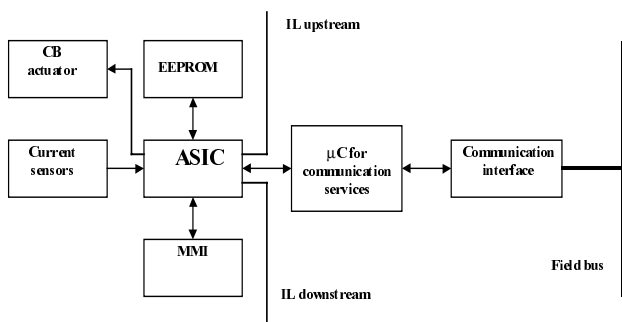 IL upstream
CB
actuator
EEPROM
Current
sensors
ASIC
μC for
communication
services
Communication
interface
MMI
Field bus
IL downstream